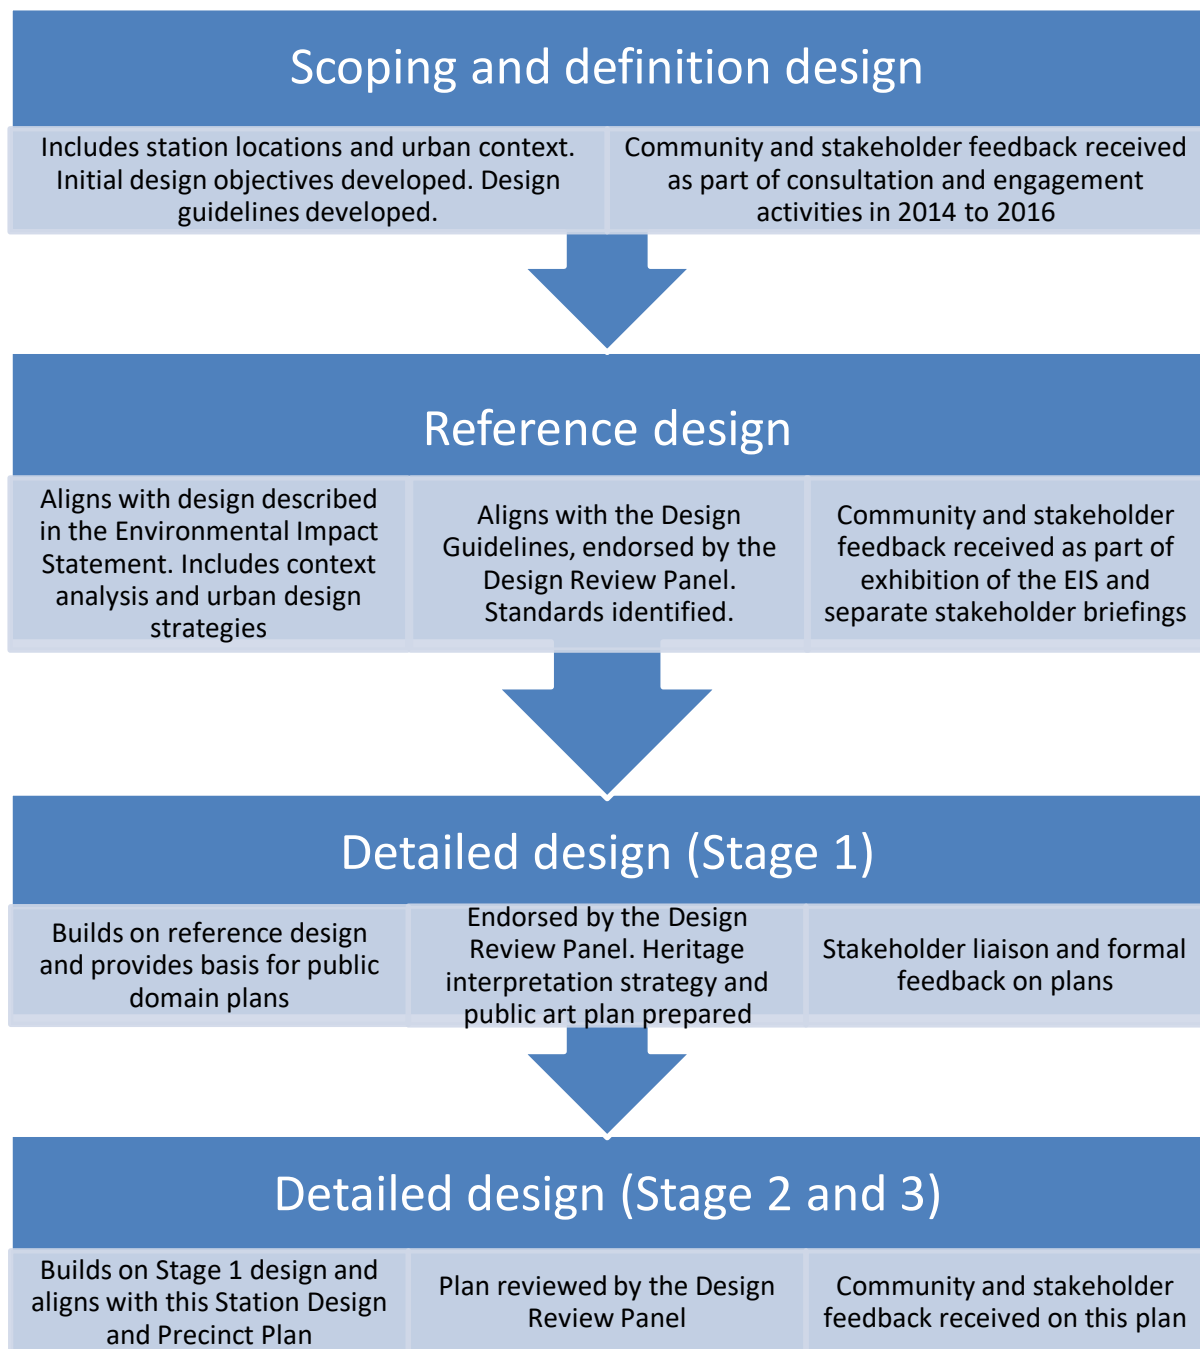 Scoping and definition design
Includes station locations and urban context.
Initial design objectives developed. Design
guidelines developed.
Community and stakeholder feedback received
as part of consultation and engagement
activities in 2014 to 2016
Reference design
Aligns with design described
in the Environmental Impact
Statement. Includes context
analysis and urban design
strategies
Aligns with the Design
Guidelines, endorsed by the
Design Review Panel.
Standards identified.
Community and stakeholder
feedback received as part of
exhibition of the EIS and
separate stakeholder briefings
Detailed design (Stage 1)
Builds on reference design
and provides basis for public
domain plans
Endorsed by the Design
Review Panel. Heritage
interpretation strategy and
public art plan prepared
Stakeholder liaison and formal
feedback on plans
Detailed design (Stage 2 and 3)
Builds on Stage 1 design and
aligns with this Station Design
and Precinct Plan
Plan reviewed by the Design
Review Panel
Community and stakeholder
feedback received on this plan